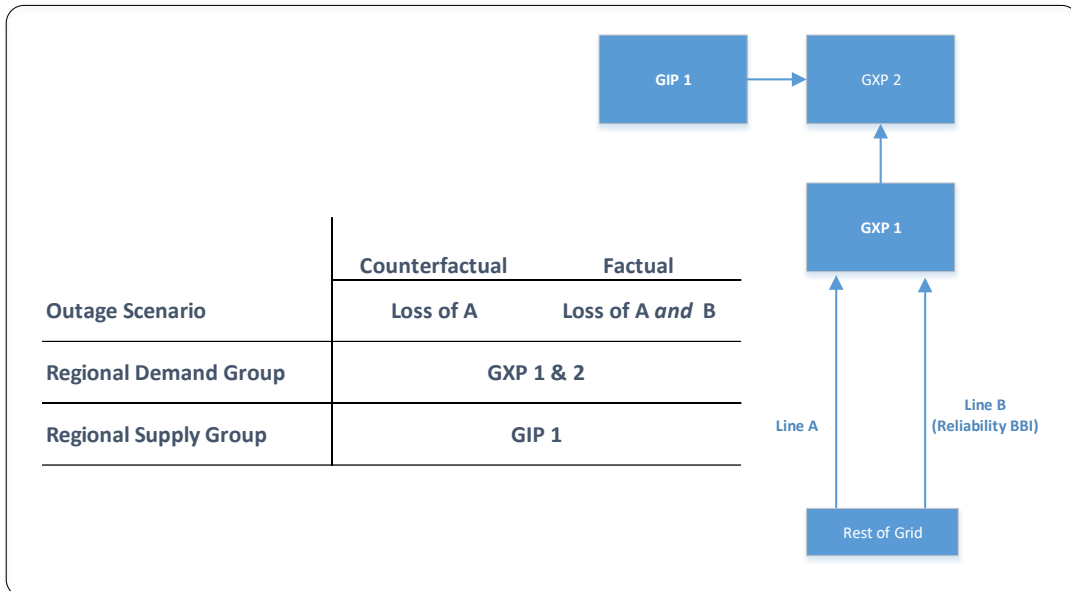 GIP 1
GXP 2
GXP 1
Counterfactual Factual
Outage Scenario Loss of A Loss of A and B
Regional Demand Group GXP 1 & 2
Regional Supply Group GIP 1
Line A
Line B
(Reliability BBI)
Rest of Grid